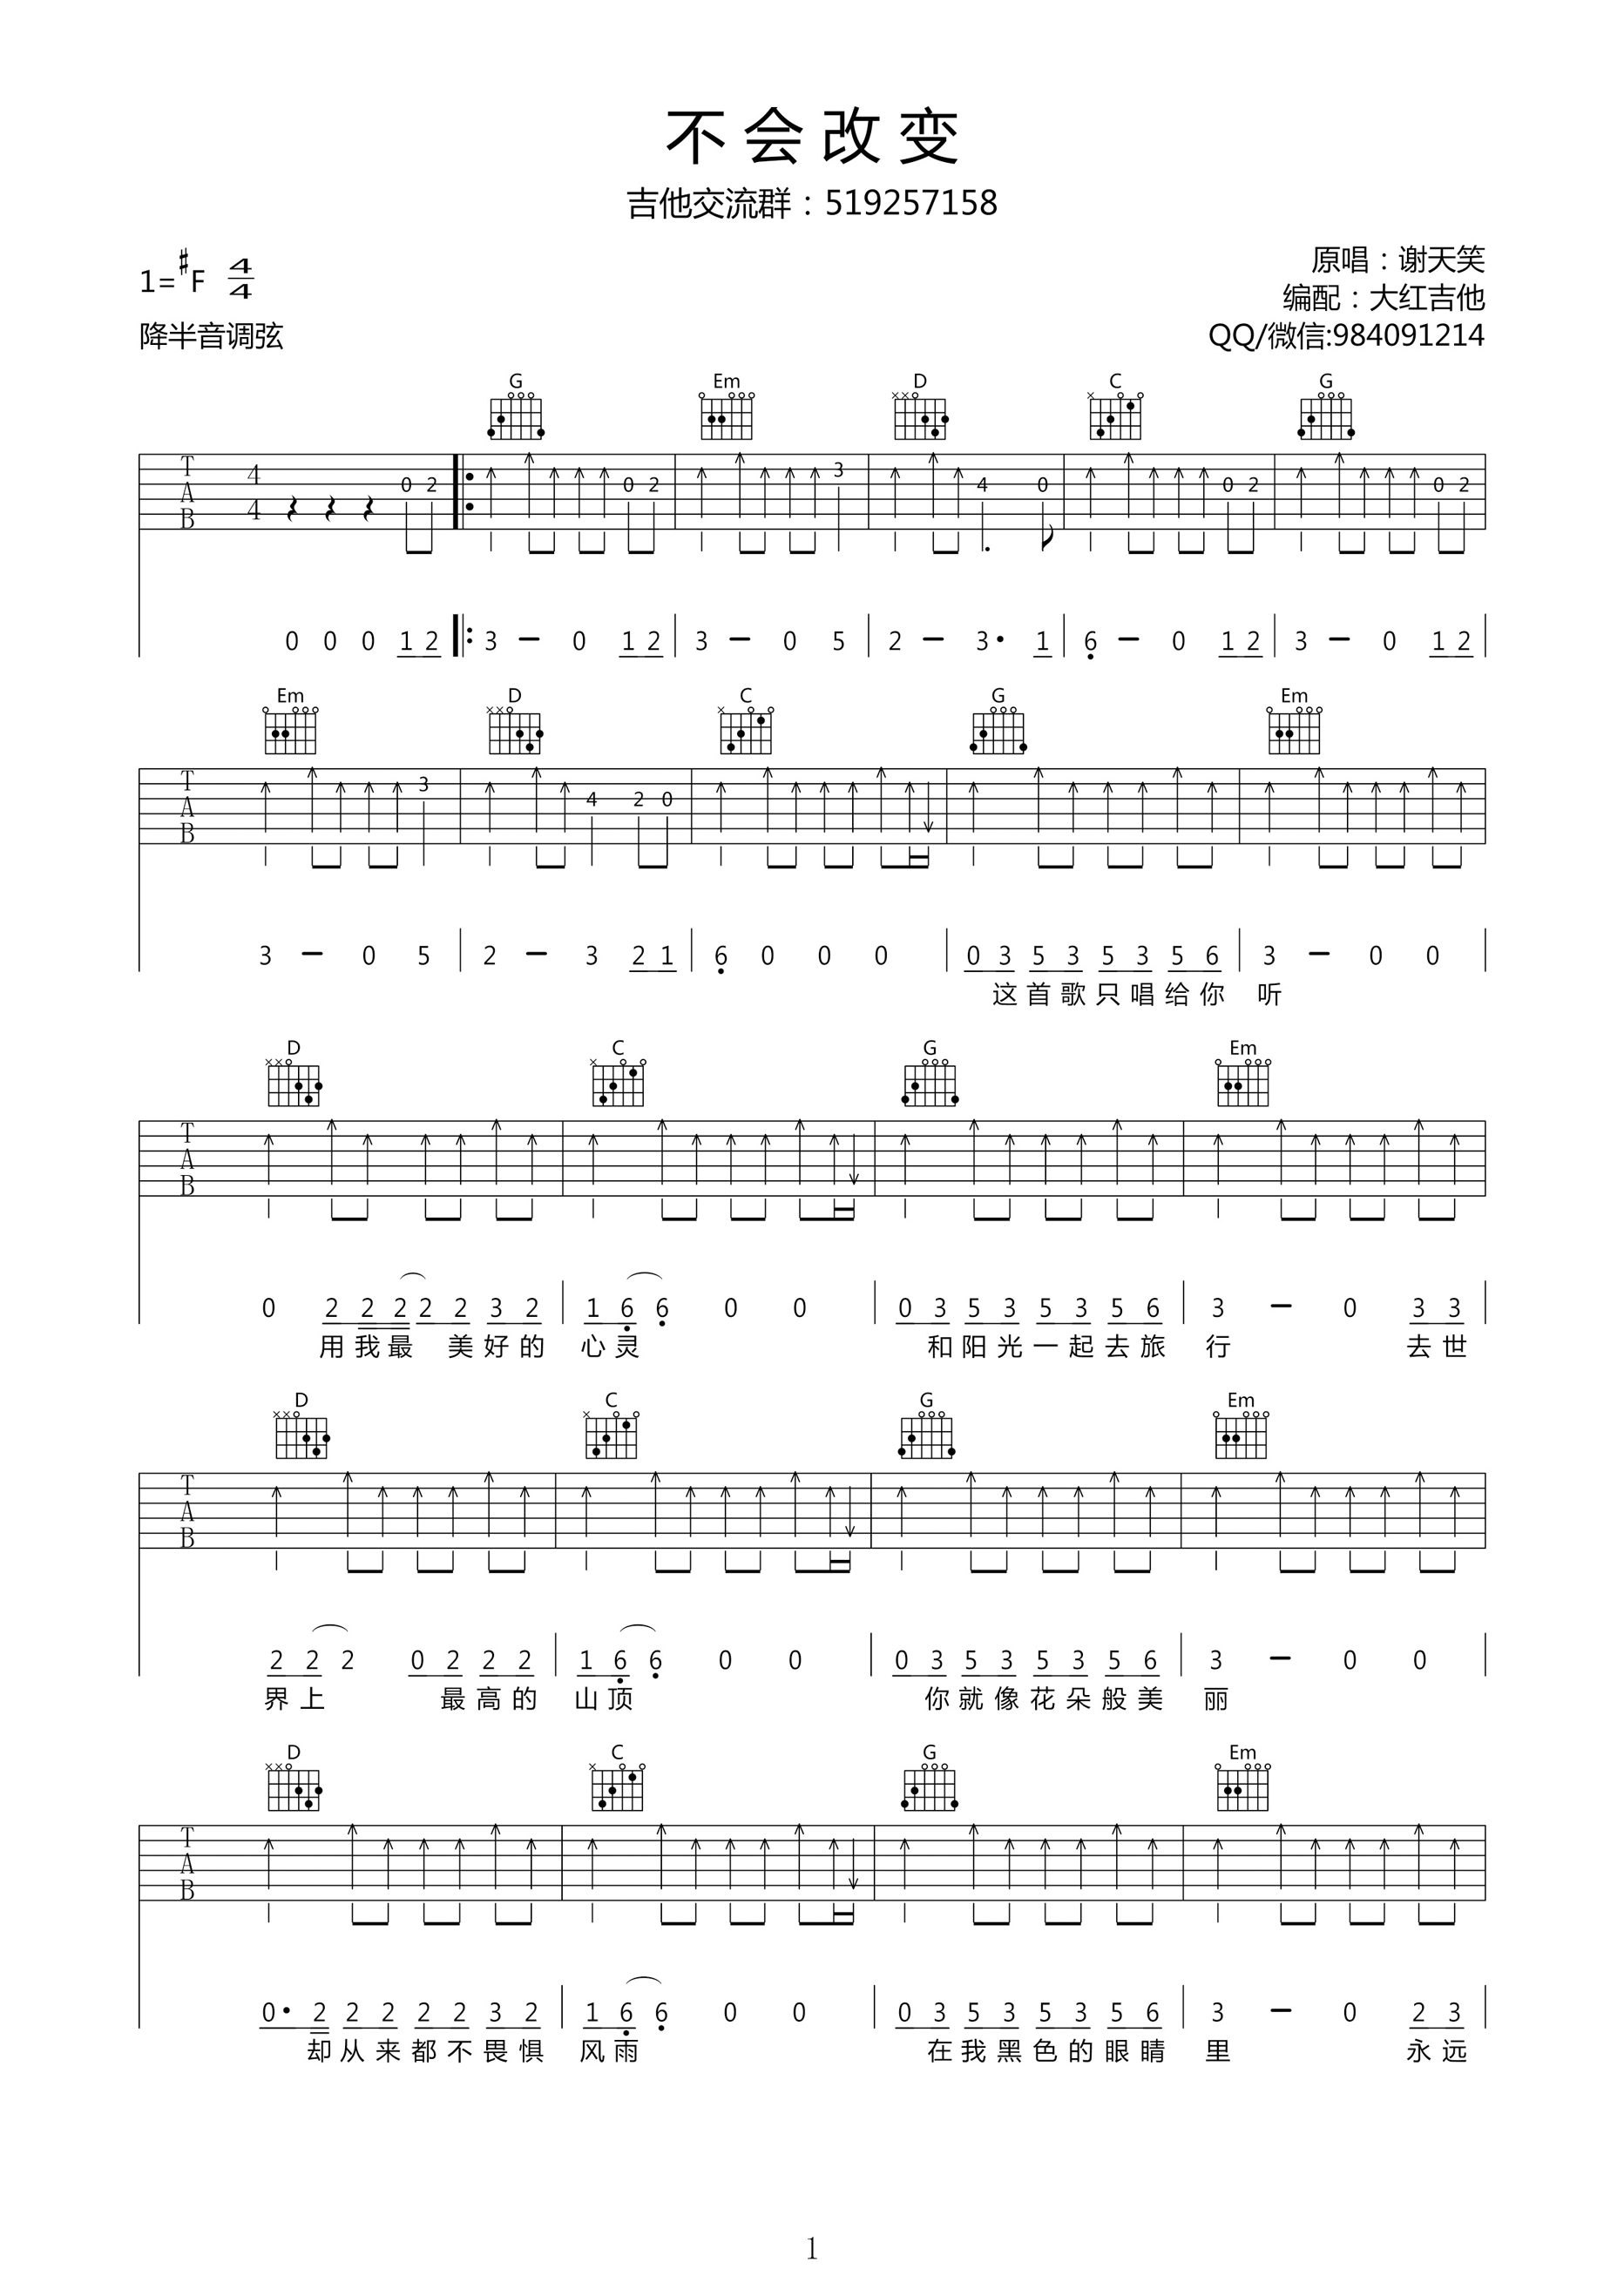 不会改变
吉他交流群：519257158
1=#F 4/4
降半音调弦
原唱：谢天笑
编配：大红吉他
QQ/微信:984091214
G Em D C G
T A B 4 4 0 2 0 2 3 4 0 0 2 0 2
0 0 0 1 2 3 – 0 1 2 3 – 0 5 2 – 3· 1 6 – 0 1 2 3 – 0 1 2
Em D C G Em
T A B 3 4 2 0
3 – 0 5 2 – 3 2 1 6 0 0 0 0 3 5 3 5 3 5 6 3 – 0 0
这首歌只唱给你 听
D C G Em
T A B
0 2 2 2 2 2 3 2 1 6 6 0 0 0 3 5 3 5 3 5 6 3 – 0 3 3
用我最 美好的 心灵 和阳光一起去旅 行 去世
D C G Em
T A B
2 2 2 0 2 2 2 1 6 6 0 0 0 3 5 3 5 3 5 6 3 – 0 0
界上 最高的 山顶 你就像花朵般美 丽
D C G Em
T A B
0· 2 2 2 2 2 3 2 1 6 6 0 0 0 3 5 3 5 3 5 6 3 – 0 2 3
却从来都不畏惧 风雨 在我黑色的眼睛 里 永远
1